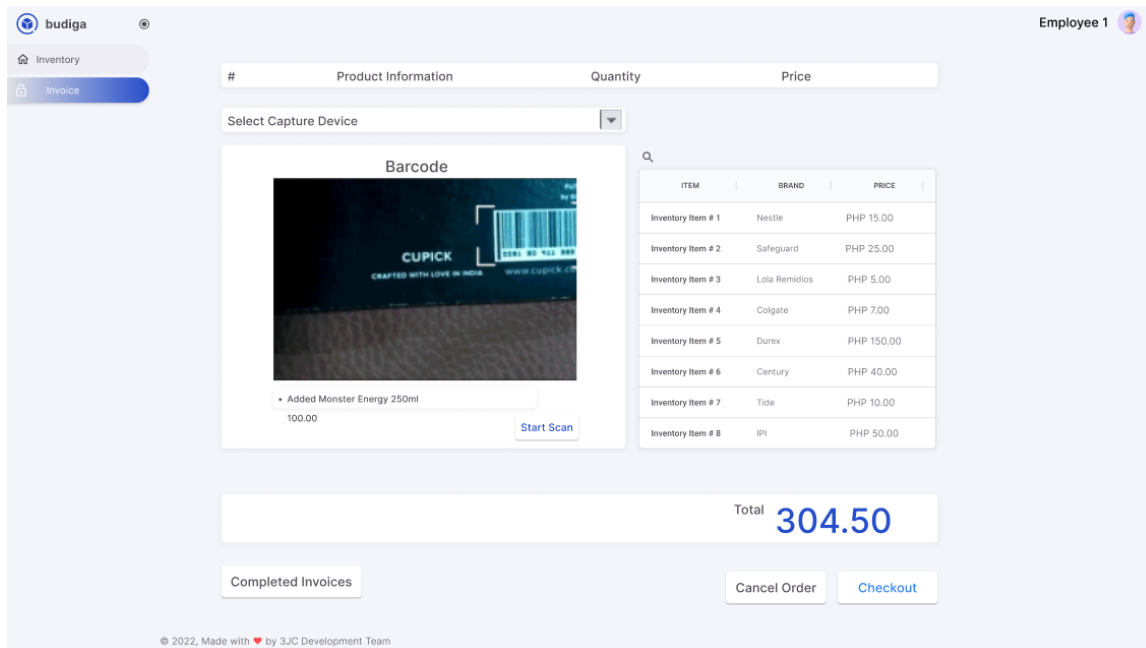 budiga
Employee 1
Inventory
Invoice
# Product Information Quantity Price
Select Capture Device
Barcode
CUPICK
CRAFTED WITH LOVE IN INDIA
www.cupick.c
• Added Monster Energy 250ml
100.00
Start Scan
ITEM BRAND PRICE
Inventory Item # 1 Nestle PHP 15.00
Inventory Item # 2 Safeguard PHP 25.00
Inventory Item # 3 Lola Remidios PHP 5.00
Inventory Item # 4 Colgate PHP 7.00
Inventory Item # 5 Durex PHP 150.00
Inventory Item # 6 Century PHP 40.00
Inventory Item # 7 Tide PHP 10.00
Inventory Item # 8 IPI PHP 50.00
Total 304.50
Completed Invoices
Cancel Order
Checkout
© 2022, Made with ❤ by 3JC Development Team